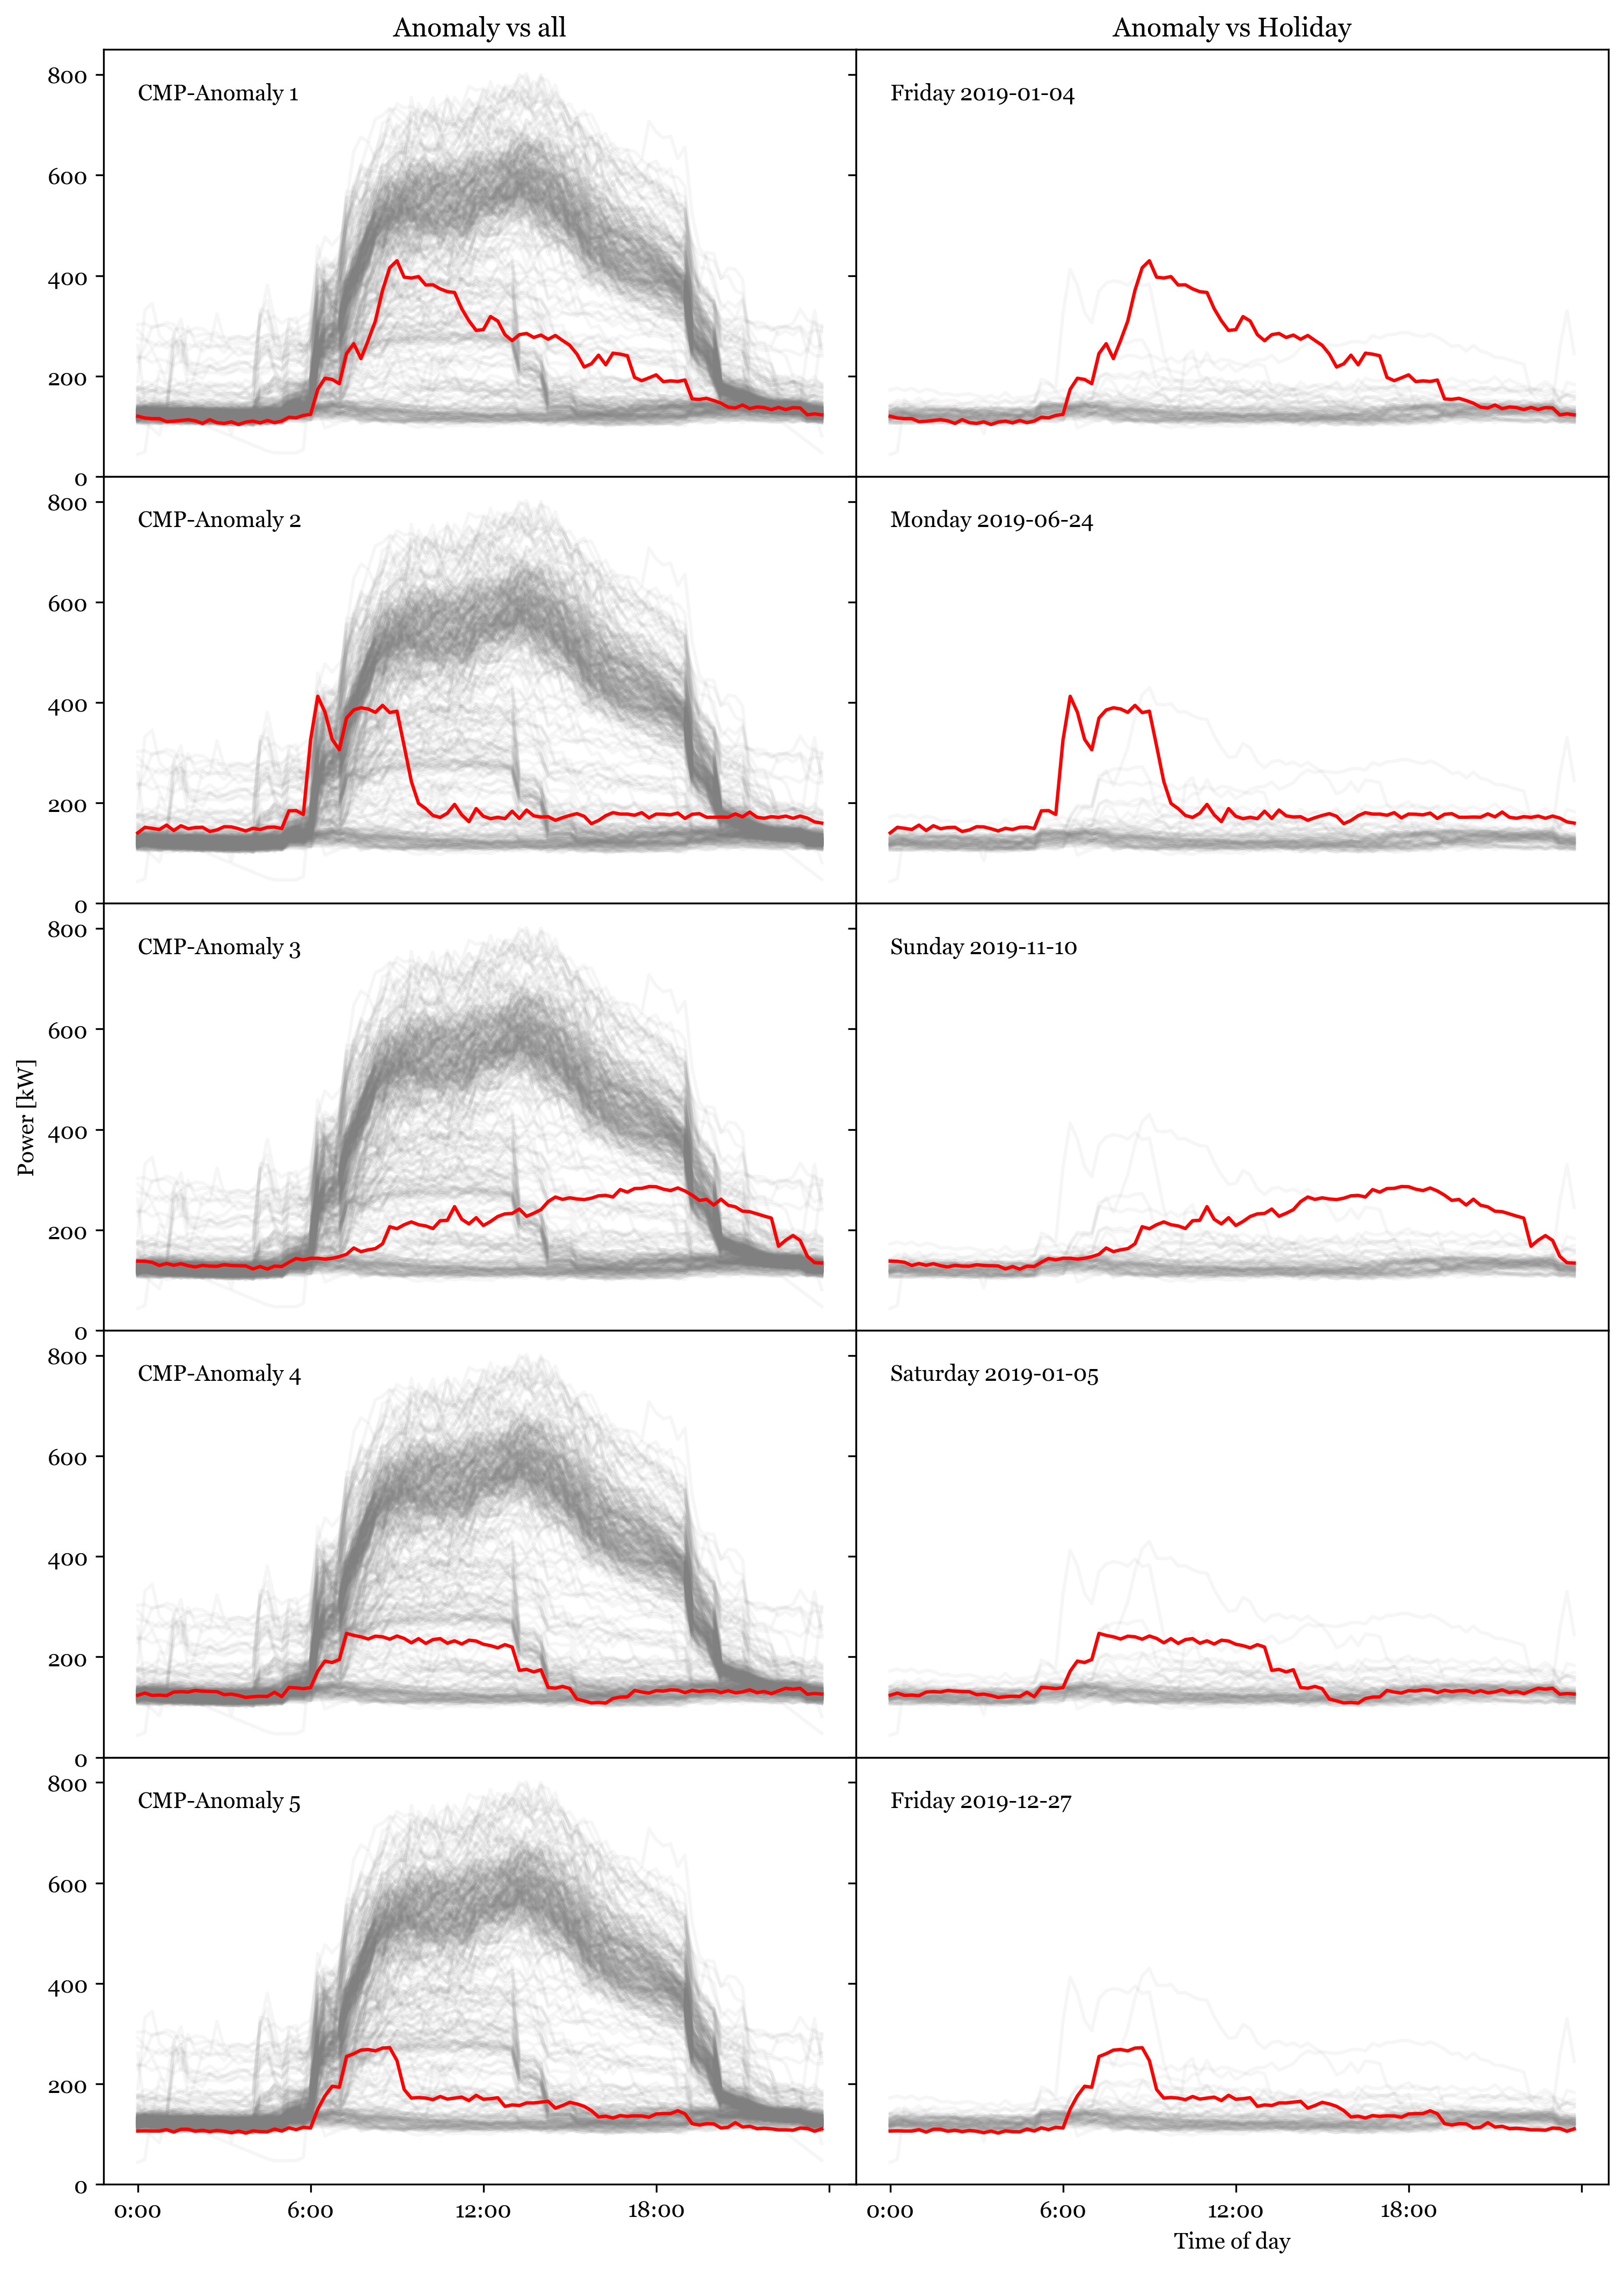 Anomaly vs all
Anomaly vs Holiday
800
600
400
200
0
CMP-Anomaly 1
Friday 2019-01-04
800
600
400
200
0
CMP-Anomaly 2
Monday 2019-06-24
800
600
400
200
0
CMP-Anomaly 3
Sunday 2019-11-10
Power [kW]
800
600
400
200
0
CMP-Anomaly 4
Saturday 2019-01-05
800
600
400
200
0
CMP-Anomaly 5
Friday 2019-12-27
0:00 6:00 12:00 18:00
0:00 6:00 12:00 18:00
Time of day